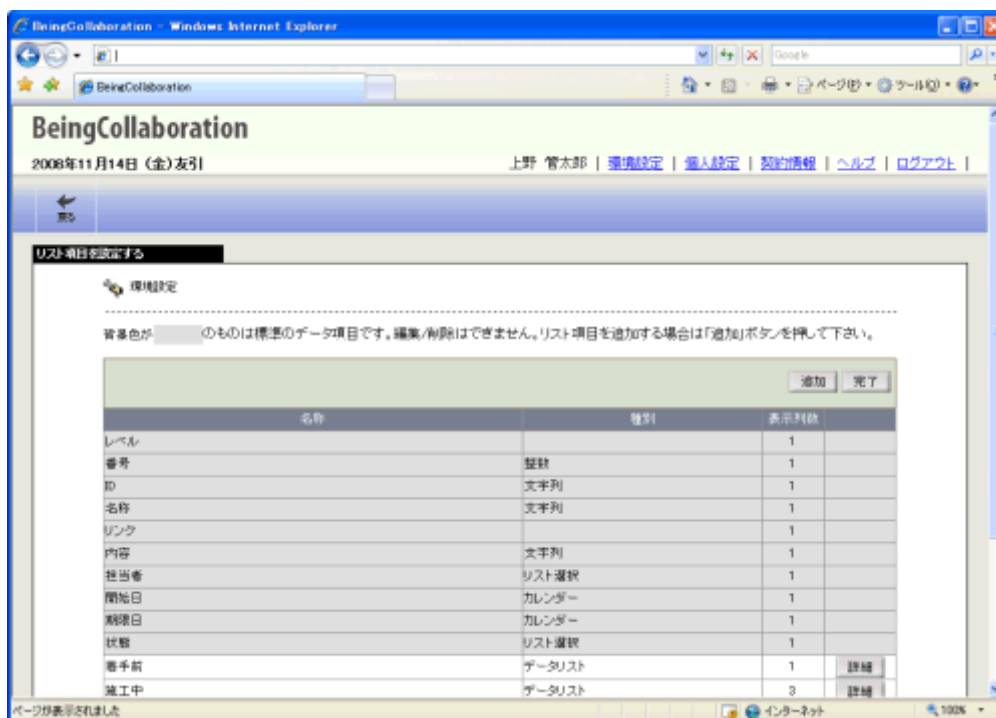 BeingCollaboration - Windows Internet Explorer
Google
BeingCollaboration
ページ(P) ツール(O)
BeingCollaboration
2008年11月14日 (金)友引 上野 管太郎 | 環境設定 | 個人設定 | 契約情報 | ヘルプ | ログアウト |
戻る
リスト項目を設定する
環境設定
背景色が のものは標準のデータ項目です。編集/削除はできません。リスト項目を追加する場合は「追加」ボタンを押して下さい。
追加 完了
名称 種別 表示列数
レベル 1
番号 整数 1
ID 文字列 1
名称 文字列 1
リンク 1
内容 文字列 1
担当者 リスト選択 1
開始日 カレンダー 1
期限日 カレンダー 1
状態 リスト選択 1
着手前 データリスト 1 詳細
施工中 データリスト 3 詳細
ページが表示されました インターネット 100%